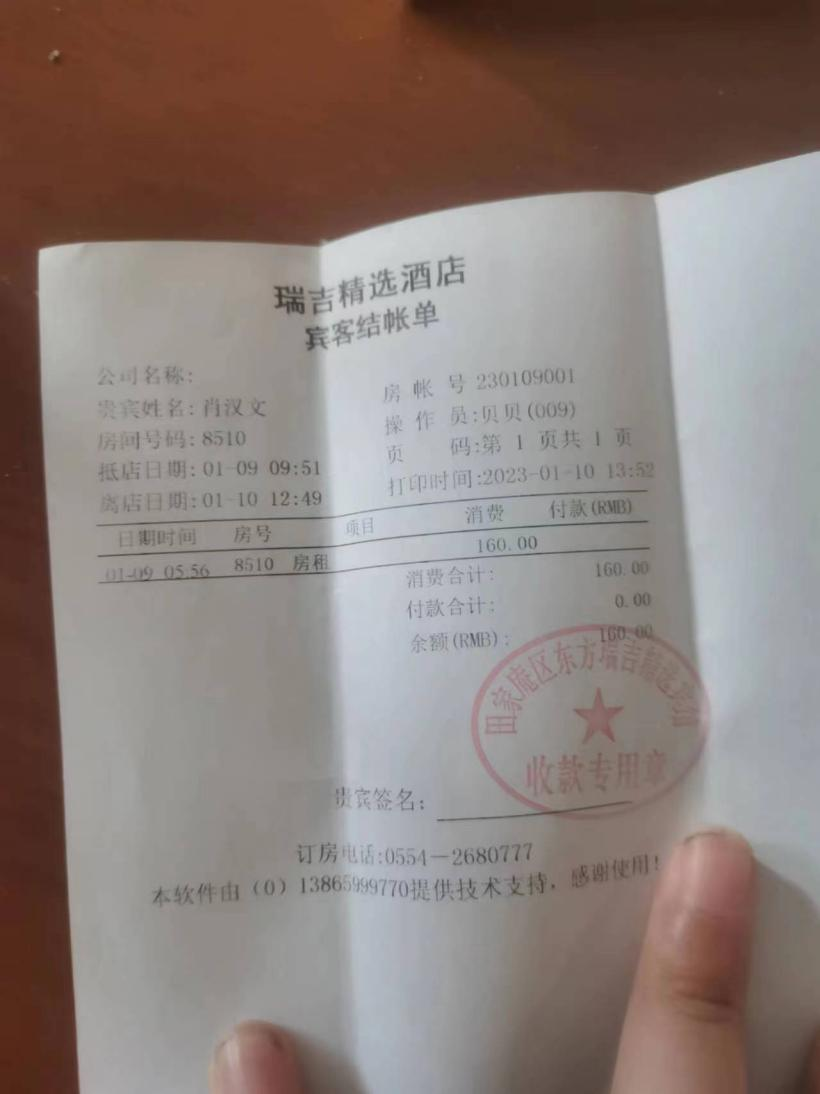 瑞吉精选酒店
宾客结帐单
公司名称:
房 帐 号 230109001
贵宾姓名: 肖汉文
操 作 员:贝贝(009)
房间号码: 8510
页 码:第 1 页共 1 页
抵店日期: 01-09 09:51
打印时间:2023-01-10 13:52
离店日期: 01-10 12:49
日期时间 房号 项目 消费 付款(RMB)
01-09 05:56 8510 房租 160.00
消费合计: 160.00
付款合计: 0.00
余额(RMB): 160.00
田家庵区东方瑞吉精选
收款专用章
贵宾签名:
订房电话:0554-2680777
本软件由(0)13865999770提供技术支持,感谢使用!